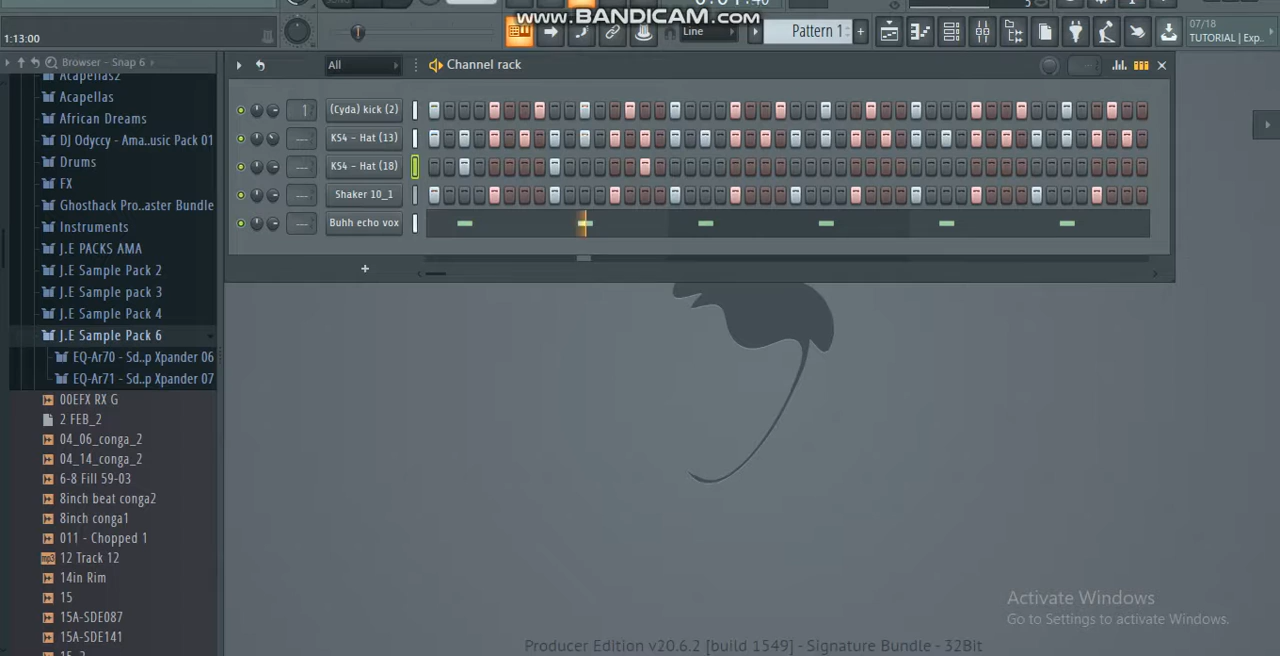 www.BANDICAM.com
1:13:00
Line
Pattern 1
07/18
TUTORIAL | Exp..
Browser - Snap 6
All
Channel rack
Acapellas2
Acapellas
African Dreams
DJ Odyccy - Ama..usic Pack 01
Drums
FX
Ghosthack Pro..aster Bundle
Instruments
J.E PACKS AMA
J.E Sample Pack 2
J.E Sample pack 3
J.E Sample Pack 4
J.E Sample Pack 6
EQ-Ar70 - Sd..p Xpander 06
EQ-Ar71 - Sd..p Xpander 07
00EFX RX G
2 FEB_2
04_06_conga_2
04_14_conga_2
6-8 Fill 59-03
8inch beat conga2
8inch conga1
011 - Chopped 1
12 Track 12
14in Rim
15
15A-SDE087
15A-SDE141
1 (Cyda) kick (2)
--- KS4 - Hat (13)
--- KS4 - Hat (18)
--- Shaker 10_1
--- Buhh echo vox
Activate Windows
Go to Settings to activate Windows.
Producer Edition v20.6.2 [build 1549] - Signature Bundle - 32Bit